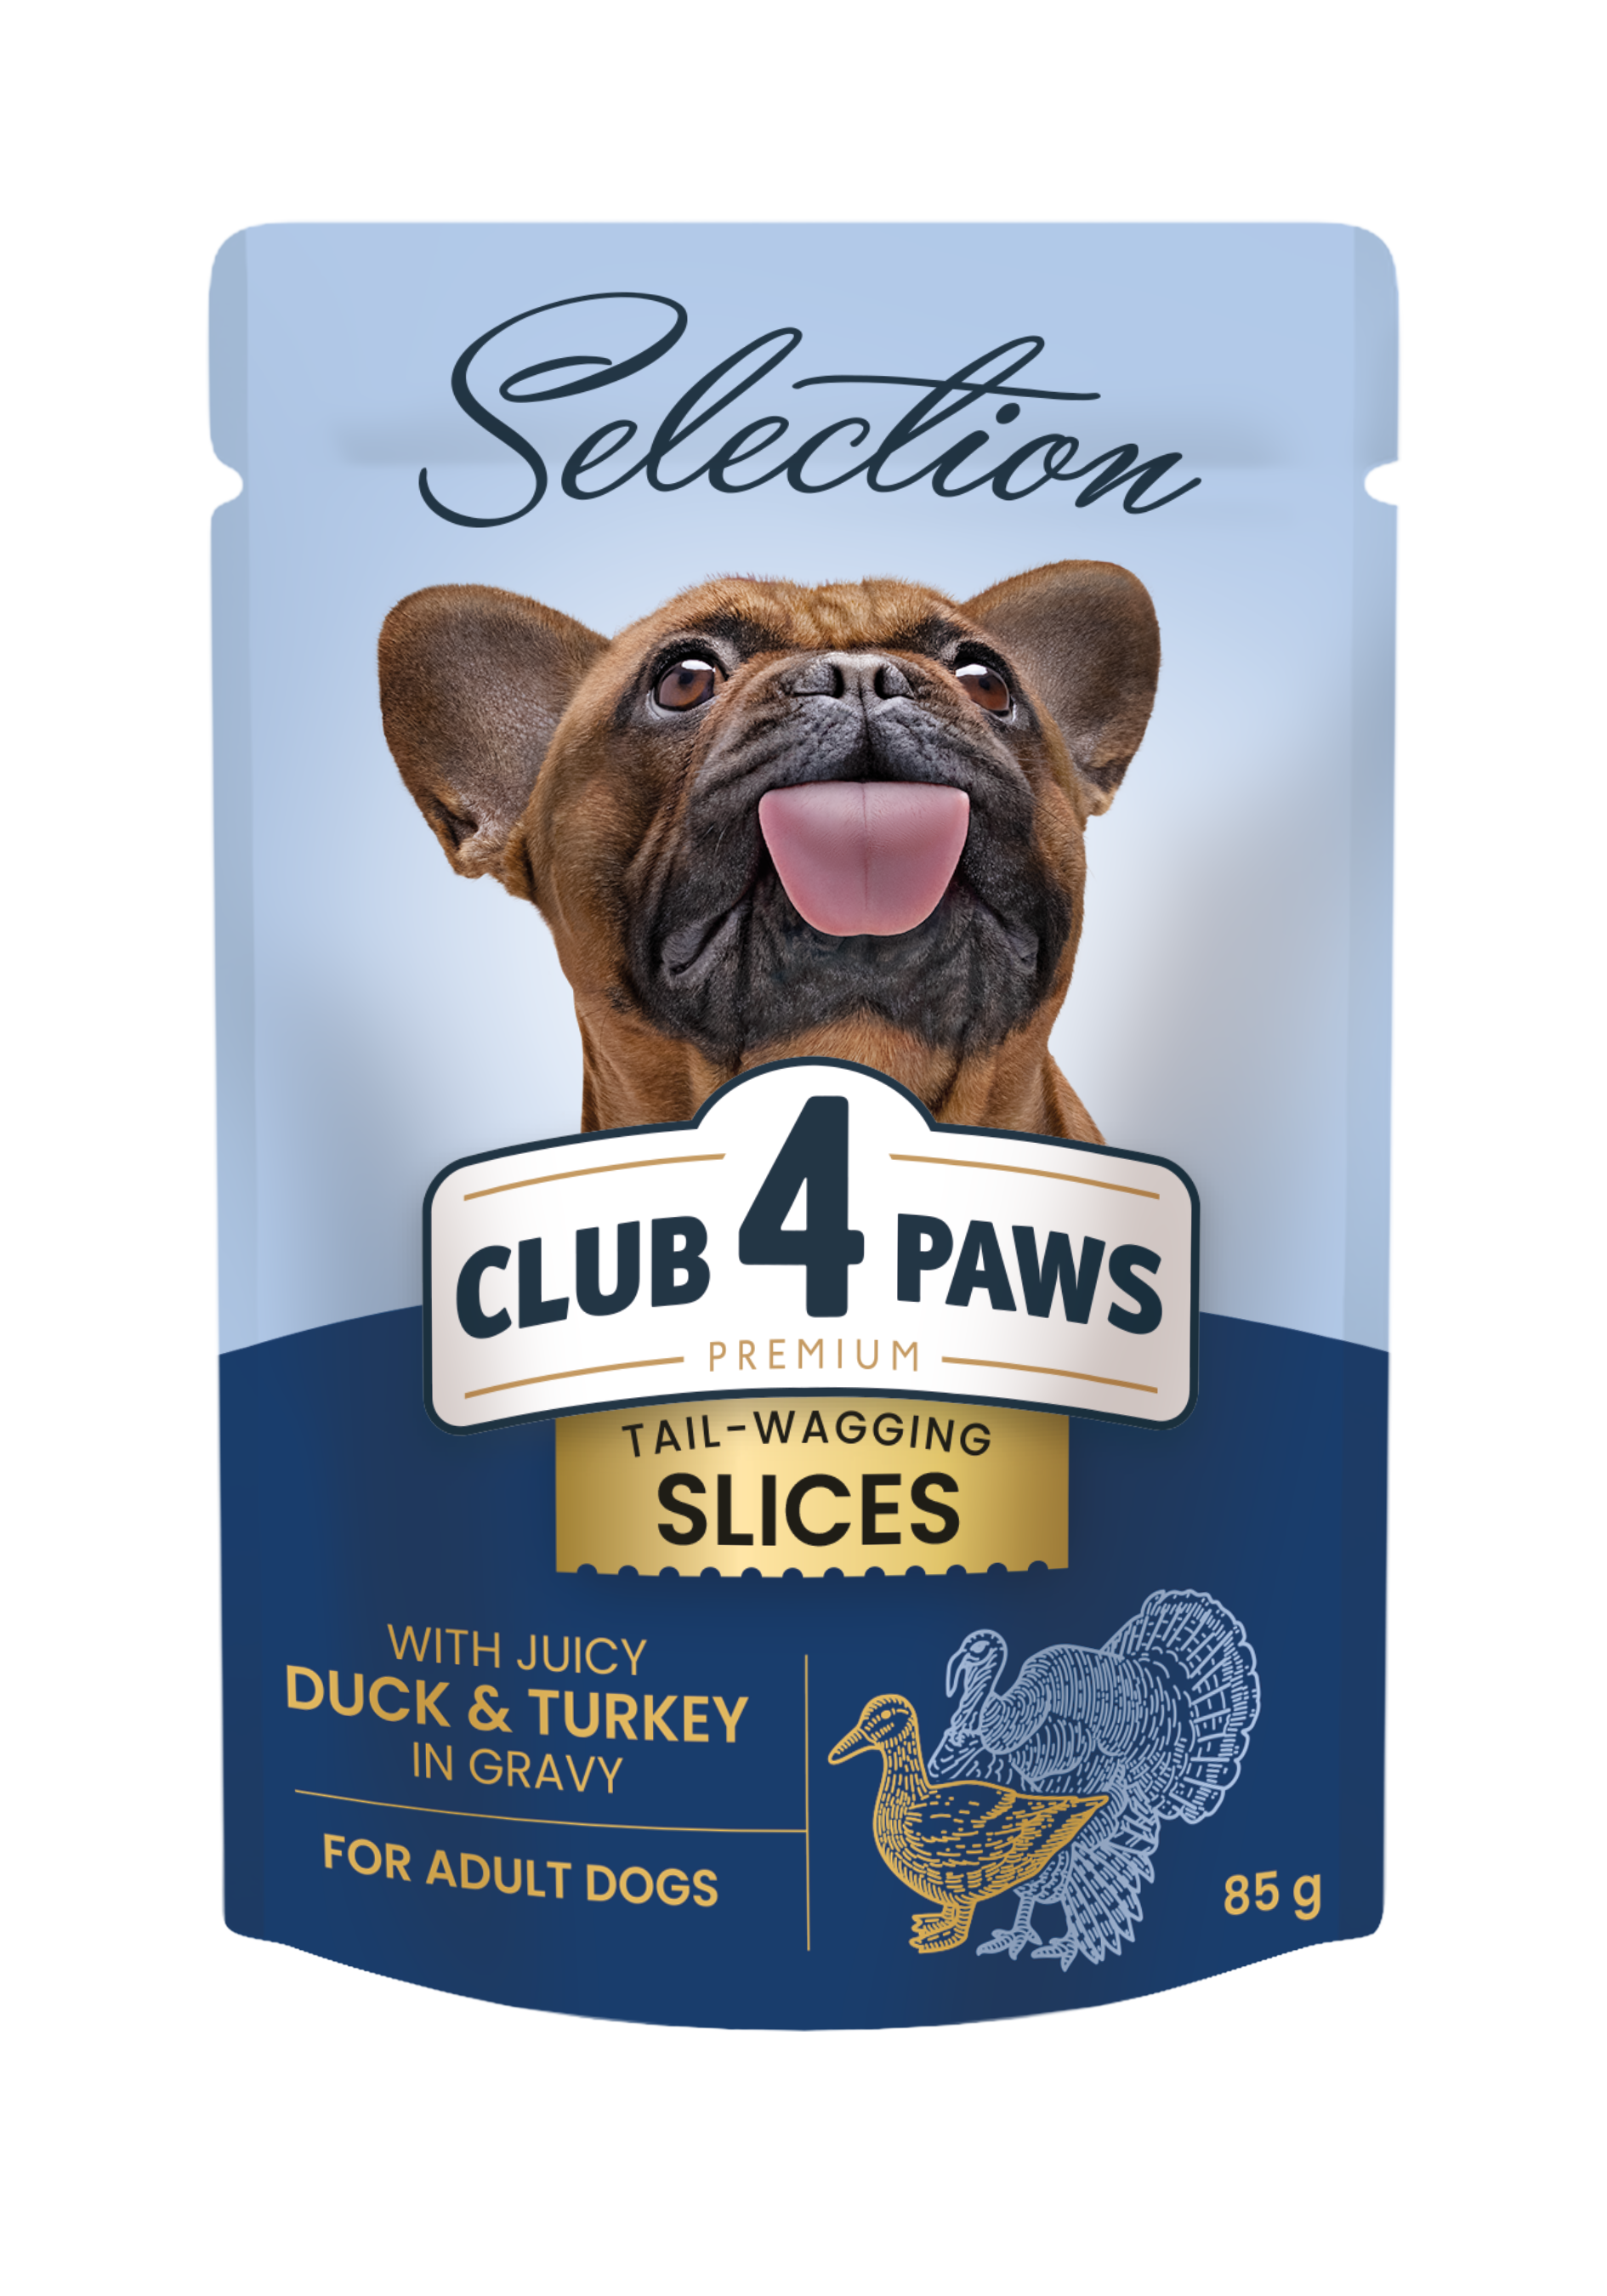 Selection
CLUB 4 PAWS
PREMIUM
TAIL-WAGGING
SLICES
WITH JUICY
DUCK & TURKEY
IN GRAVY
FOR ADULT DOGS
85 g